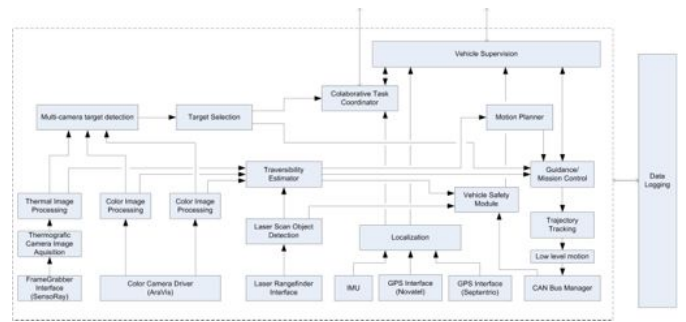 Vehicle Supervision
Colaborative Task
Coordinator
Multi-camera target detection
Target Selection
Motion Planner
Traversibility
Estimator
Guidance/
Mission Control
Data
Logging
Thermal Image
Processing
Color Image
Processing
Color Image
Processing
Vehicle Safety
Module
Laser Scan Object
Detection
Localization
Trajectory
Tracking
Thermografic
Camera Image
Aquisition
Low level motion
FrameGrabber
Interface
(SensoRay)
Color Camera Driver
(AraVis)
Laser Rangefinder
Interface
IMU
GPS Interface
(Novatel)
GPS Interface
(Septentrio)
CAN Bus Manager